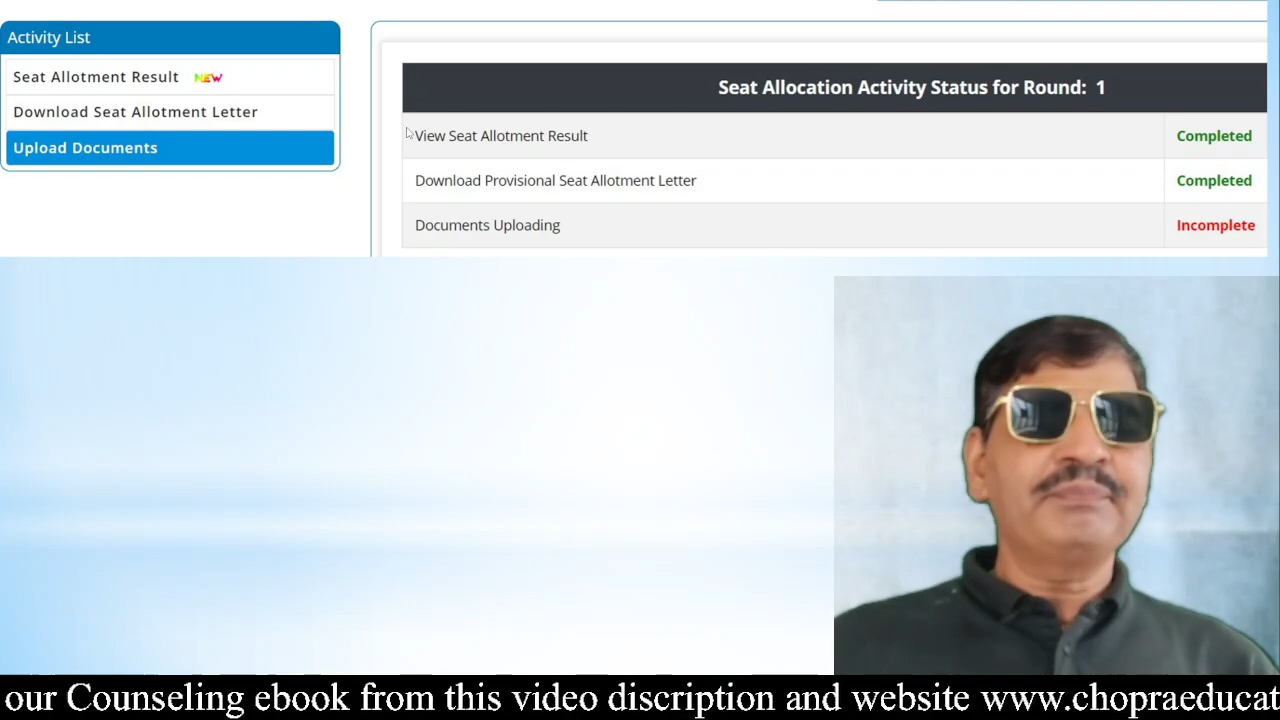 Activity List
Seat Allotment Result NEW
Download Seat Allotment Letter
Upload Documents
Seat Allocation Activity Status for Round: 1
View Seat Allotment Result Completed
Download Provisional Seat Allotment Letter Completed
Documents Uploading Incomplete
our Counseling ebook from this video discription and website www.chopraeducat